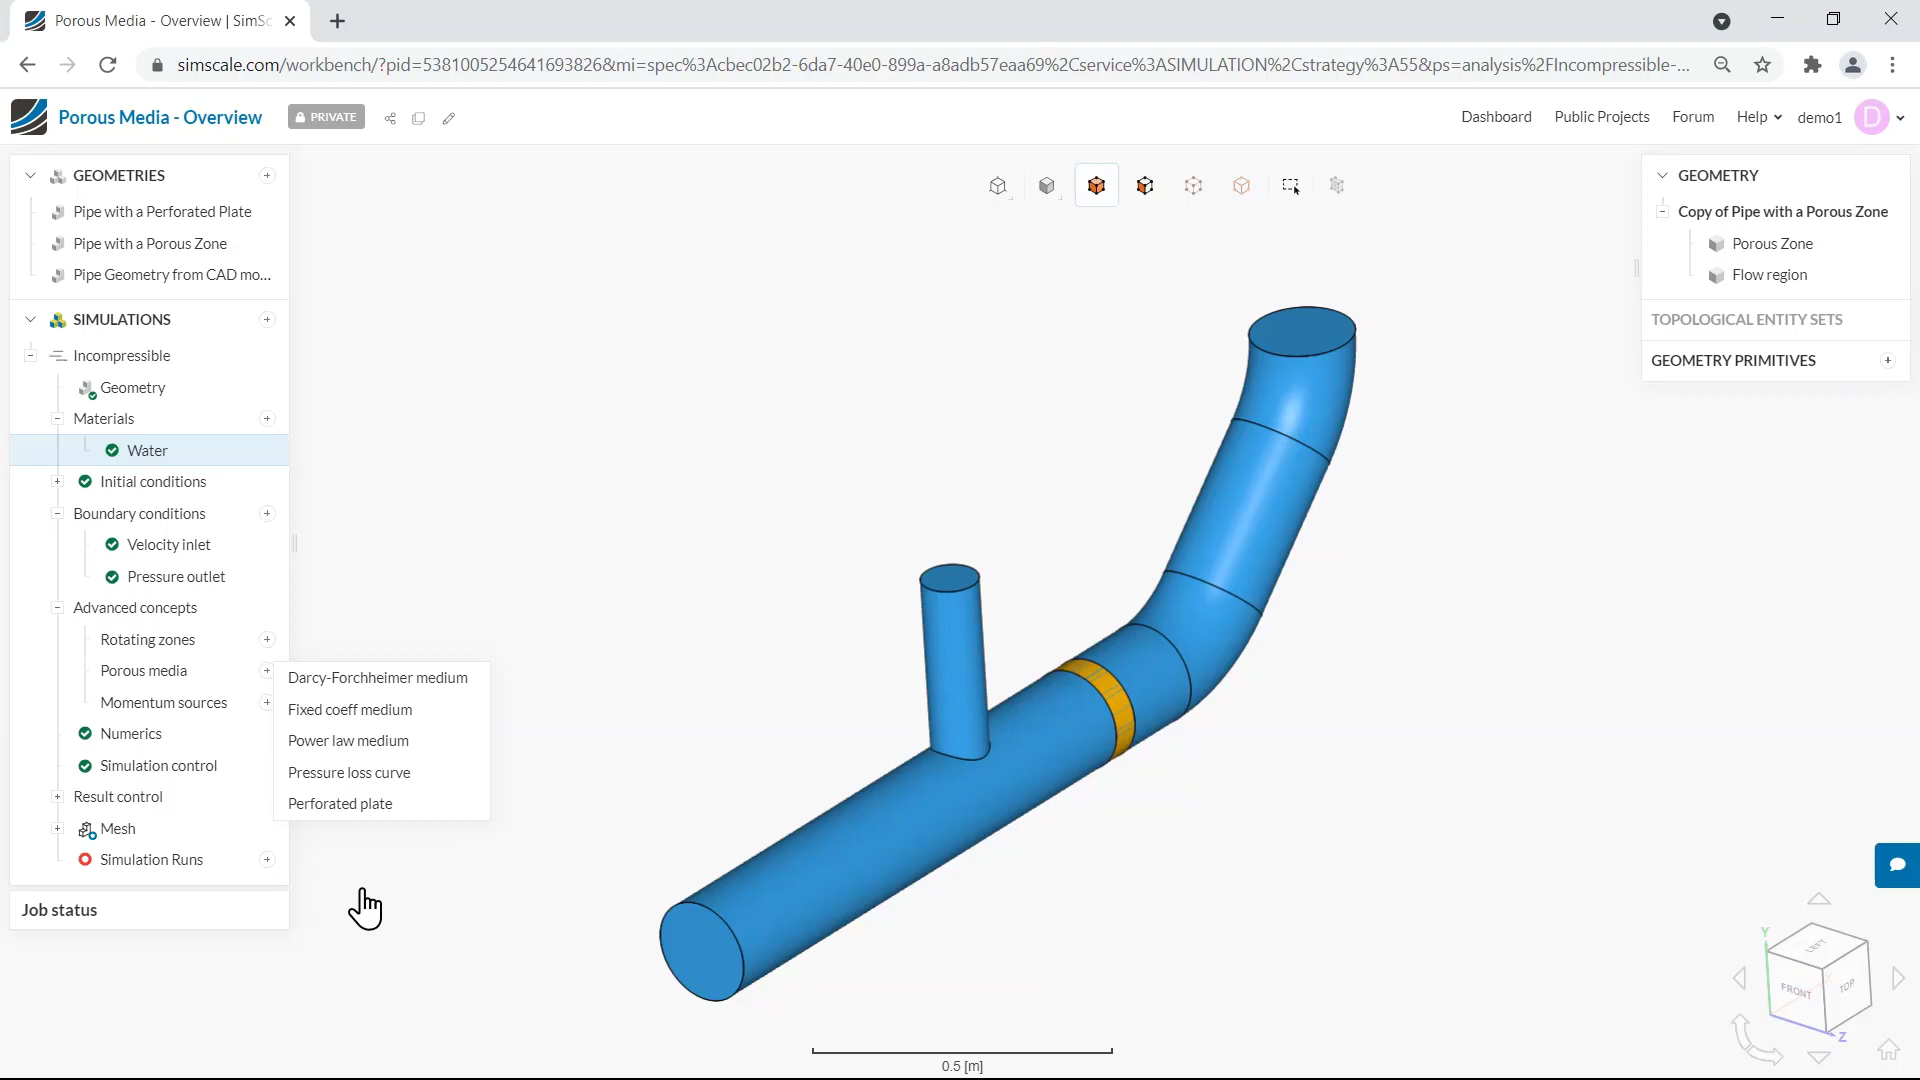 Porous Media - Overview | SimSc
simscale.com/workbench/?pid=5381005254641693826&mi=spec%3Acbec02b2-6da7-40e0-899a-a8adb57eaa69%2Cservice%3ASIMULATION%2Cstrategy%3A55&ps=analysis%2FIncompressible-...
Porous Media - Overview
PRIVATE
Dashboard
Public Projects
Forum
Help
demo1
D
GEOMETRIES
Pipe with a Perforated Plate
Pipe with a Porous Zone
Pipe Geometry from CAD mo...
SIMULATIONS
Incompressible
Geometry
Materials
Water
Initial conditions
Boundary conditions
Velocity inlet
Pressure outlet
Advanced concepts
Rotating zones
Porous media
Momentum sources
Numerics
Simulation control
Result control
Mesh
Simulation Runs
Job status
Darcy-Forchheimer medium
Fixed coeff medium
Power law medium
Pressure loss curve
Perforated plate
GEOMETRY
Copy of Pipe with a Porous Zone
Porous Zone
Flow region
TOPOLOGICAL ENTITY SETS
GEOMETRY PRIMITIVES
0.5 [m]
Y
LEFT
FRONT
TOP
Z